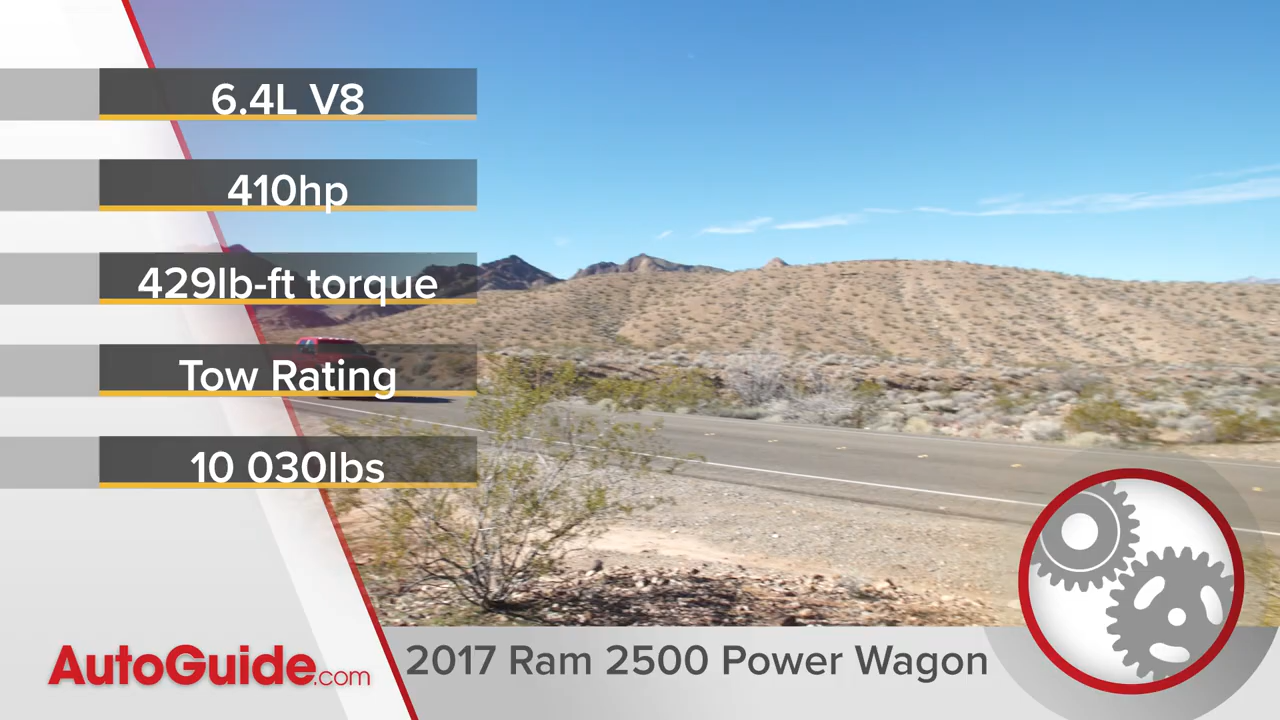 6.4L V8
410hp
429lb-ft torque
Tow Rating
10 030lbs
AutoGuide.com
2017 Ram 2500 Power Wagon